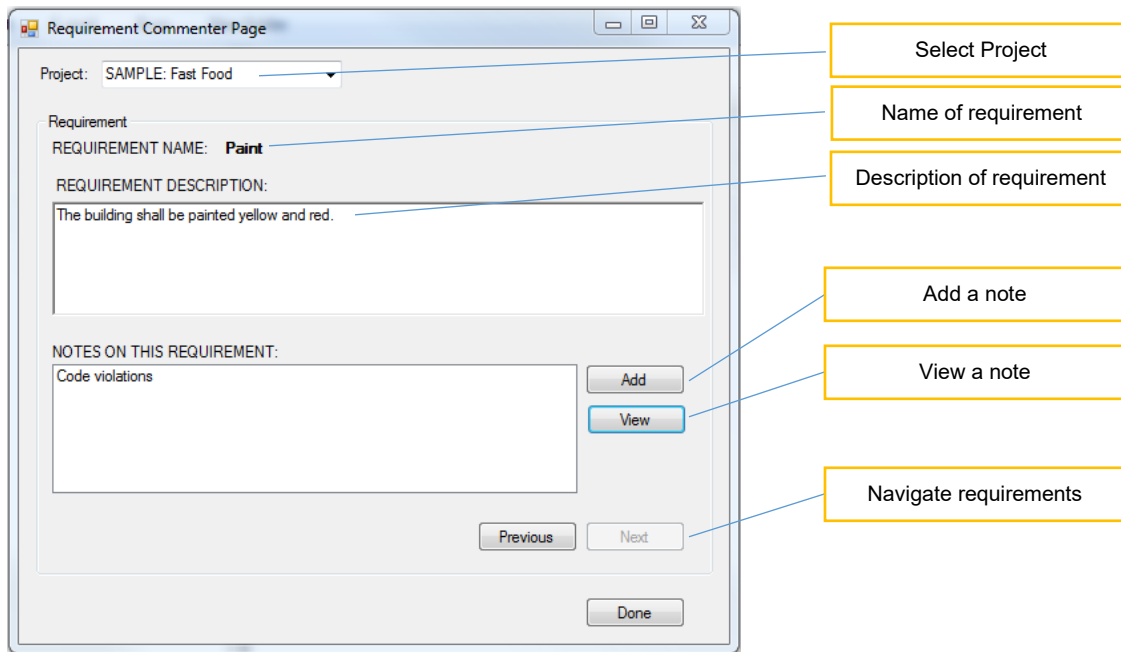 Requirement Commenter Page
Select Project
Project: SAMPLE: Fast Food
Name of requirement
Requirement
REQUIREMENT NAME: Paint
Description of requirement
REQUIREMENT DESCRIPTION:
The building shall be painted yellow and red.
Add a note
NOTES ON THIS REQUIREMENT:
Code violations
Add
View a note
View
Navigate requirements
Previous
Next
Done